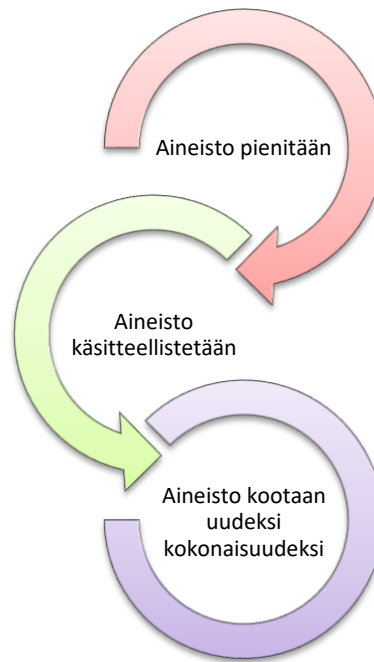 Aineisto pienitään
Aineisto
käsitteellistetään
Aineisto kootaan
uudeksi
kokonaisuudeksi